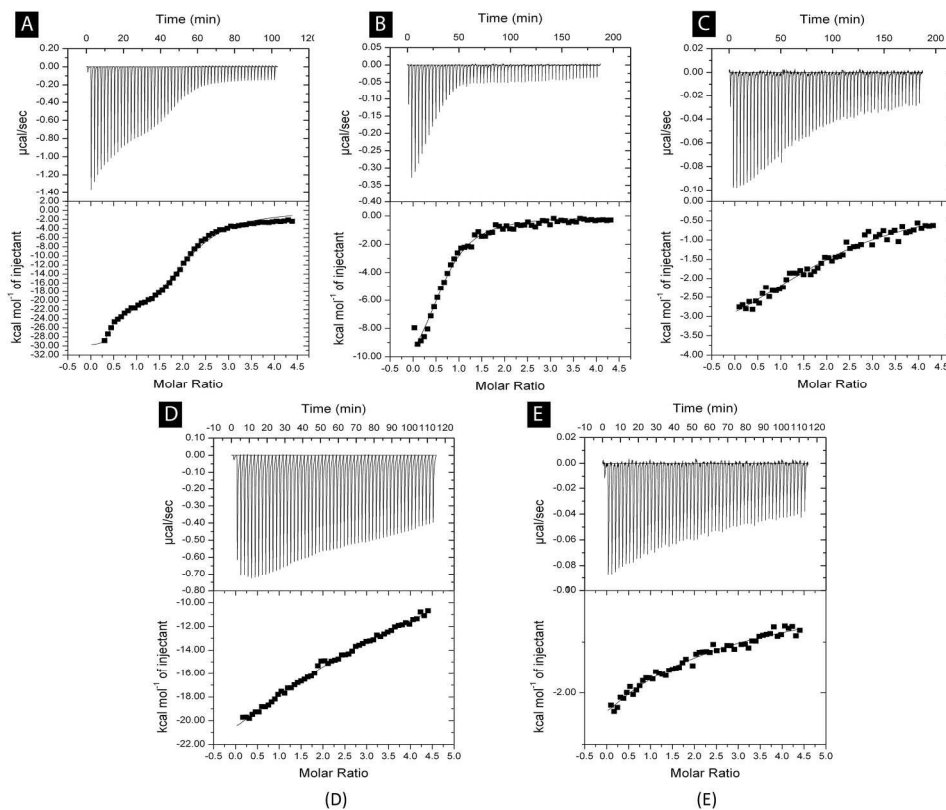 A
Time (min)
0 20 40 60 80 100
0.20
0.00
-0.20
-0.40
-0.60
-0.80
-1.00
-1.20
-1.40
µcal/sec
2.00
0.00
-2.00
-4.00
-6.00
-8.00
-10.00
-12.00
-14.00
-16.00
-18.00
-20.00
-22.00
-24.00
-26.00
-28.00
-30.00
-32.00
kcal mol⁻¹ of injectant
-0.5 0.0 0.5 1.0 1.5 2.0 2.5 3.0 3.5 4.0 4.5
Molar Ratio
B
Time (min)
0 50 100 150 200
0.05
0.00
-0.05
-0.10
-0.15
-0.20
-0.25
-0.30
-0.35
-0.40
µcal/sec
0.00
-2.00
-4.00
-6.00
-8.00
-10.00
kcal mol⁻¹ of injectant
-0.5 0.0 0.5 1.0 1.5 2.0 2.5 3.0 3.5 4.0 4.5
Molar Ratio
C
Time (min)
0 50 100 150 200
0.02
0.00
-0.02
-0.04
-0.06
-0.08
0.10
µcal/sec
-0.50
-1.00
-1.50
-2.00
-2.50
-3.00
-3.50
-4.00
kcal mol⁻¹ of injectant
-0.5 0.0 0.5 1.0 1.5 2.0 2.5 3.0 3.5 4.0 4.5
Molar Ratio
D
Time (min)
-10 0 10 20 30 40 50 60 70 80 90 100 110 120
0.10
0.00
-0.10
-0.20
-0.30
-0.40
-0.50
-0.60
-0.70
-0.80
µcal/sec
-10.00
-12.00
-14.00
-16.00
-18.00
-20.00
-22.00
kcal mol⁻¹ of injectant
-0.5 0.0 0.5 1.0 1.5 2.0 2.5 3.0 3.5 4.0 4.5 5.0
Molar Ratio
(D)
E
Time (min)
-10 0 10 20 30 40 50 60 70 80 90 100 110 120
0.02
0.00
-0.02
-0.04
-0.06
-0.08
µcal/sec
-2.00
kcal mol⁻¹ of injectant
-0.5 0.0 0.5 1.0 1.5 2.0 2.5 3.0 3.5 4.0 4.5 5.0
Molar Ratio
(E)